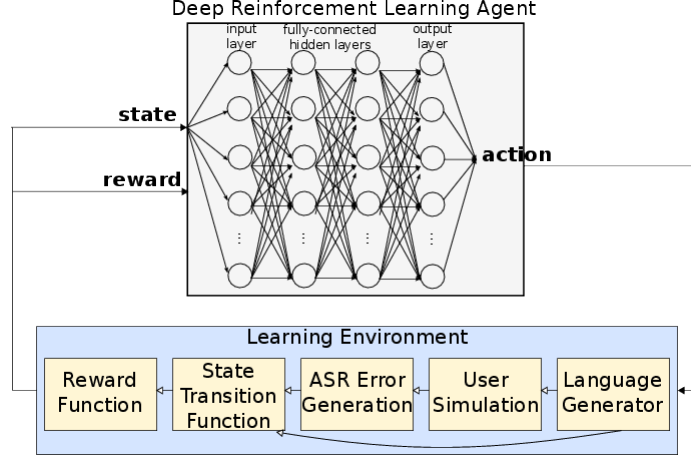 Deep Reinforcement Learning Agent
input
layer
fully-connected
hidden layers
output
layer
state
reward
action
...
...
Learning Environment
Reward
Function
State
Transition
Function
ASR Error
Generation
User
Simulation
Language
Generator